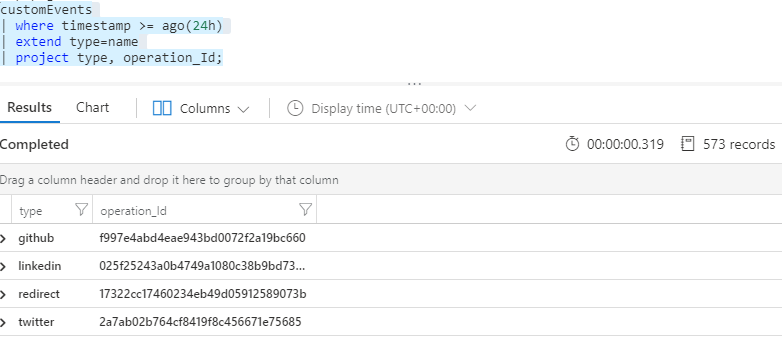 customEvents
| where timestamp >= ago(24h)
| extend type=name
| project type, operation_Id;
...
Results Chart Columns Display time (UTC+00:00)
Completed 00:00:00.319 573 records
Drag a column header and drop it here to group by that column
type operation_Id
github f997e4abd4eae943bd0072f2a19bc660
linkedin 025f25243a0b4749a1080c38b9bd73...
redirect 17322cc17460234eb49d05912589073b
twitter 2a7ab02b764cf8419f8c456671e75685